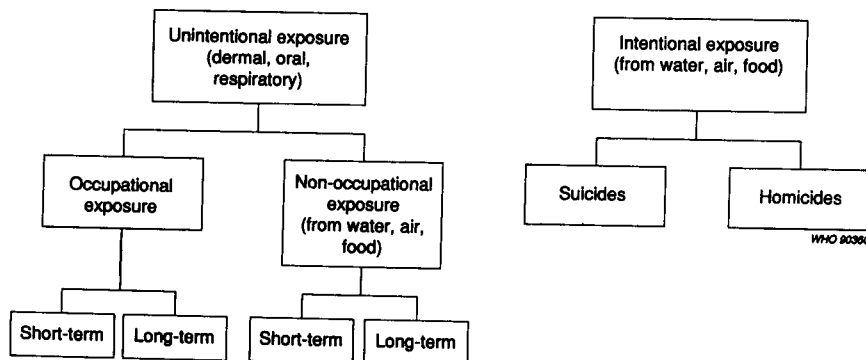 Unintentional exposure
(dermal, oral,
respiratory)
Intentional exposure
(from water, air, food)
Occupational
exposure
Non-occupational
exposure
(from water, air,
food)
Suicides
Homicides
Short-term
Long-term
Short-term
Long-term
WHO